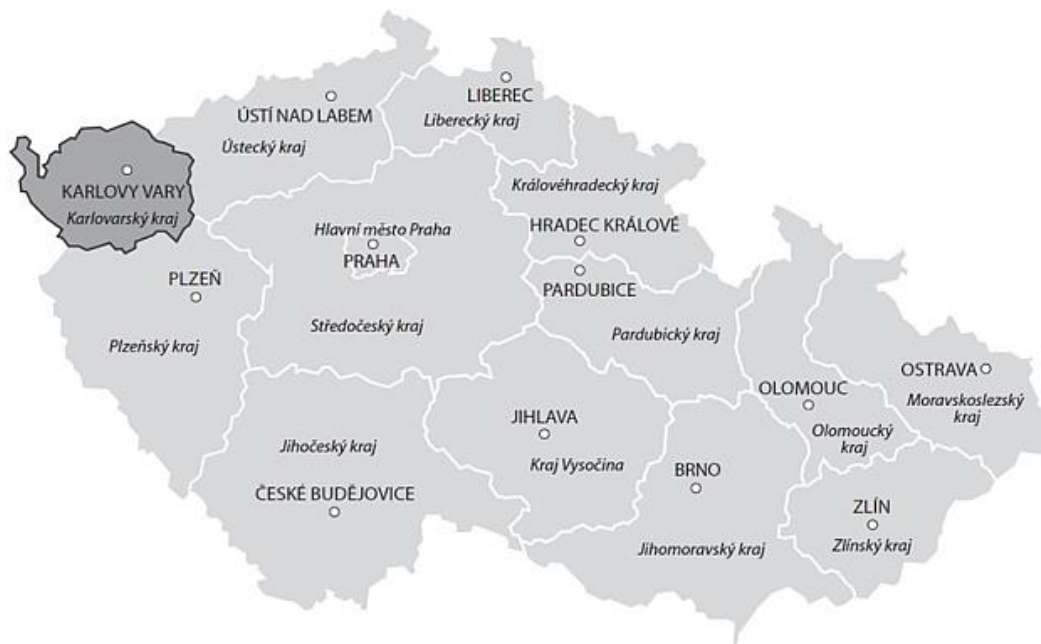 LIBEREC
Liberecký kraj
ÚSTÍ NAD LABEM
Ústecký kraj
KARLOVY VARY
Karlovarský kraj
Královéhradecký kraj
HRADEC KRÁLOVÉ
Hlavní město Praha
PRAHA
PLZEŇ
Plzeňský kraj
Středočeský kraj
PARDUBICE
Pardubický kraj
OSTRAVA
Moravskoslezský
kraj
OLOMOUC
Olomoucký
kraj
JIHLAVA
Kraj Vysočina
Jihočeský kraj
ČESKÉ BUDĚJOVICE
BRNO
Jihomoravský kraj
ZLÍN
Zlínský kraj